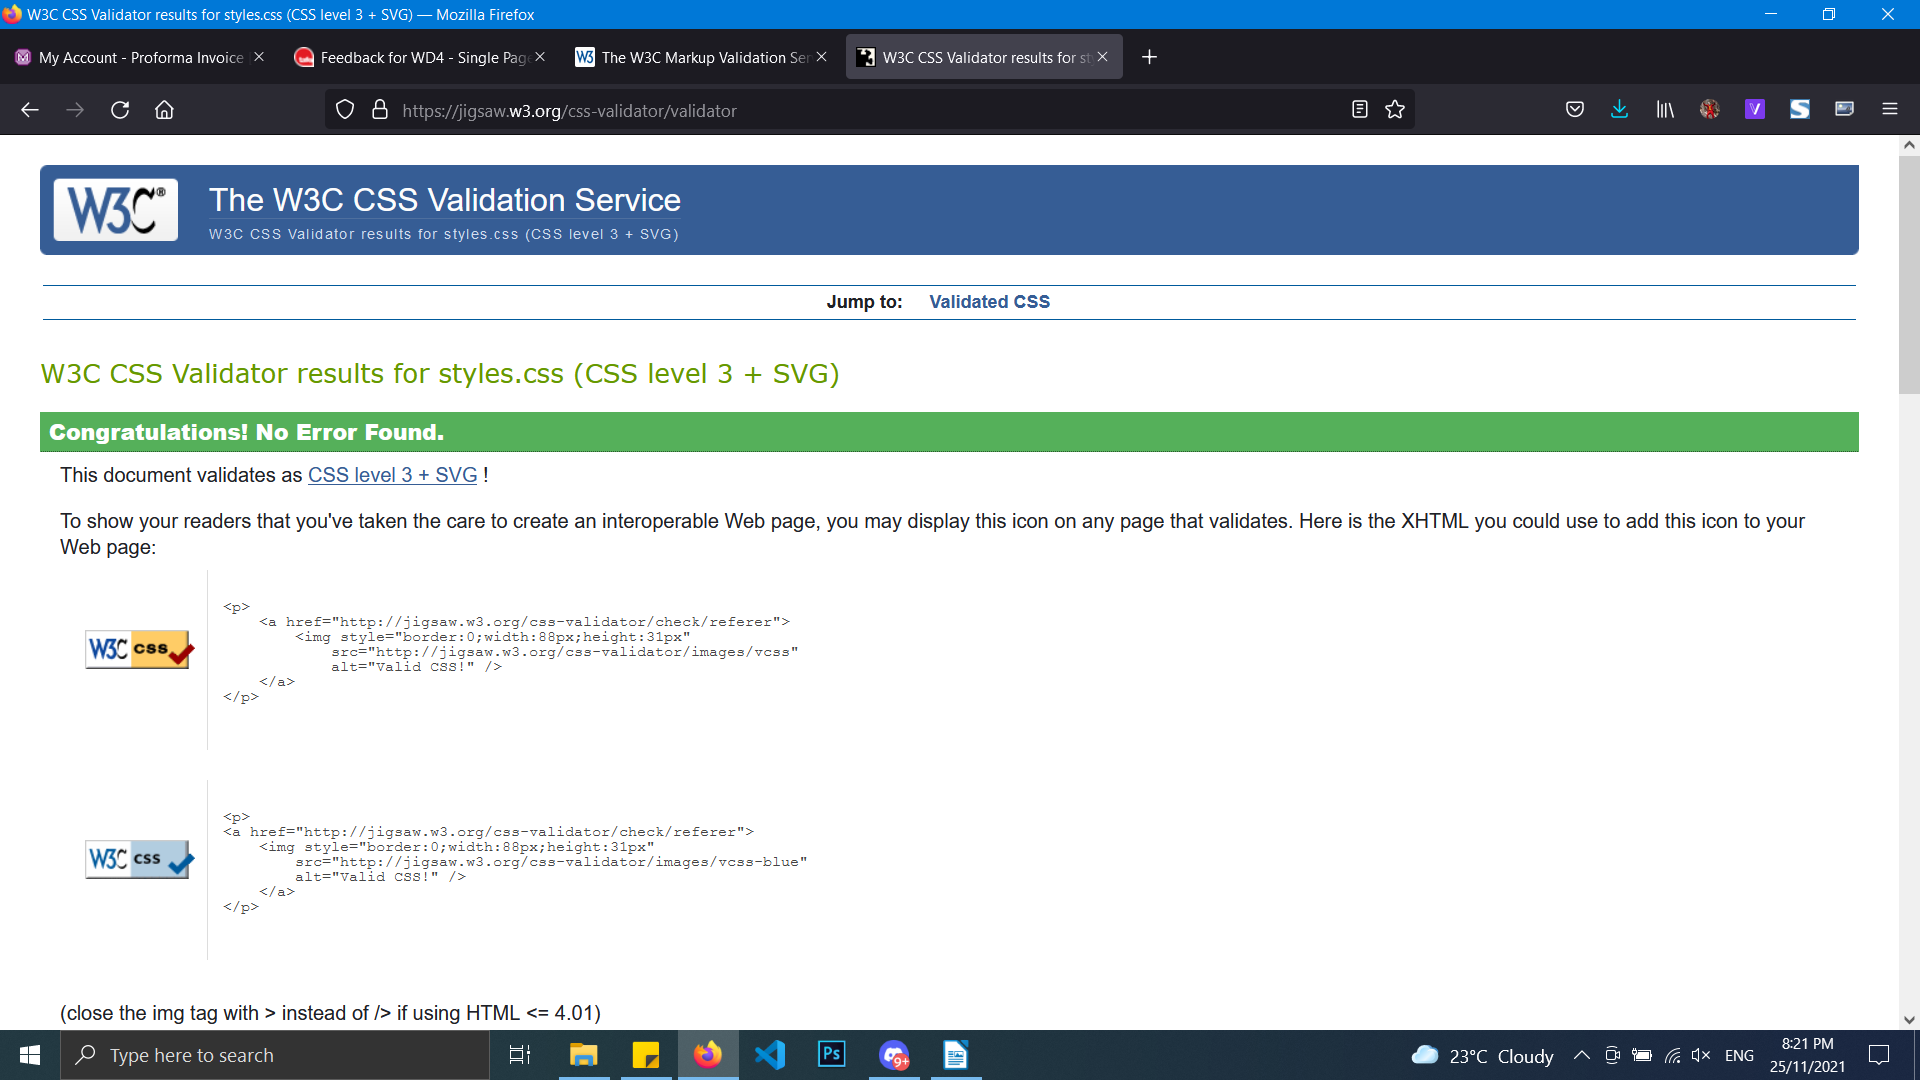 W3C CSS Validator results for styles.css (CSS level 3 + SVG) — Mozilla Firefox
My Account - Proforma Invoice
Feedback for WD4 - Single Page
The W3C Markup Validation Ser
W3C CSS Validator results for st
https://jigsaw.w3.org/css-validator/validator
W3C®
The W3C CSS Validation Service
W3C CSS Validator results for styles.css (CSS level 3 + SVG)
Jump to: Validated CSS
W3C CSS Validator results for styles.css (CSS level 3 + SVG)
Congratulations! No Error Found.
This document validates as CSS level 3 + SVG !
To show your readers that you've taken the care to create an interoperable Web page, you may display this icon on any page that validates. Here is the XHTML you could use to add this icon to your
Web page:
W3C css
<p>
<a href="http://jigsaw.w3.org/css-validator/check/referer">
<img style="border:0;width:88px;height:31px"
src="http://jigsaw.w3.org/css-validator/images/vcss"
alt="Valid CSS!" />
</a>
</p>
W3C css
<p>
<a href="http://jigsaw.w3.org/css-validator/check/referer">
<img style="border:0;width:88px;height:31px"
src="http://jigsaw.w3.org/css-validator/images/vcss-blue"
alt="Valid CSS!" />
</a>
</p>
(close the img tag with > instead of /> if using HTML <= 4.01)
Type here to search
Ps
9+
23°C Cloudy
ENG
8:21 PM
25/11/2021